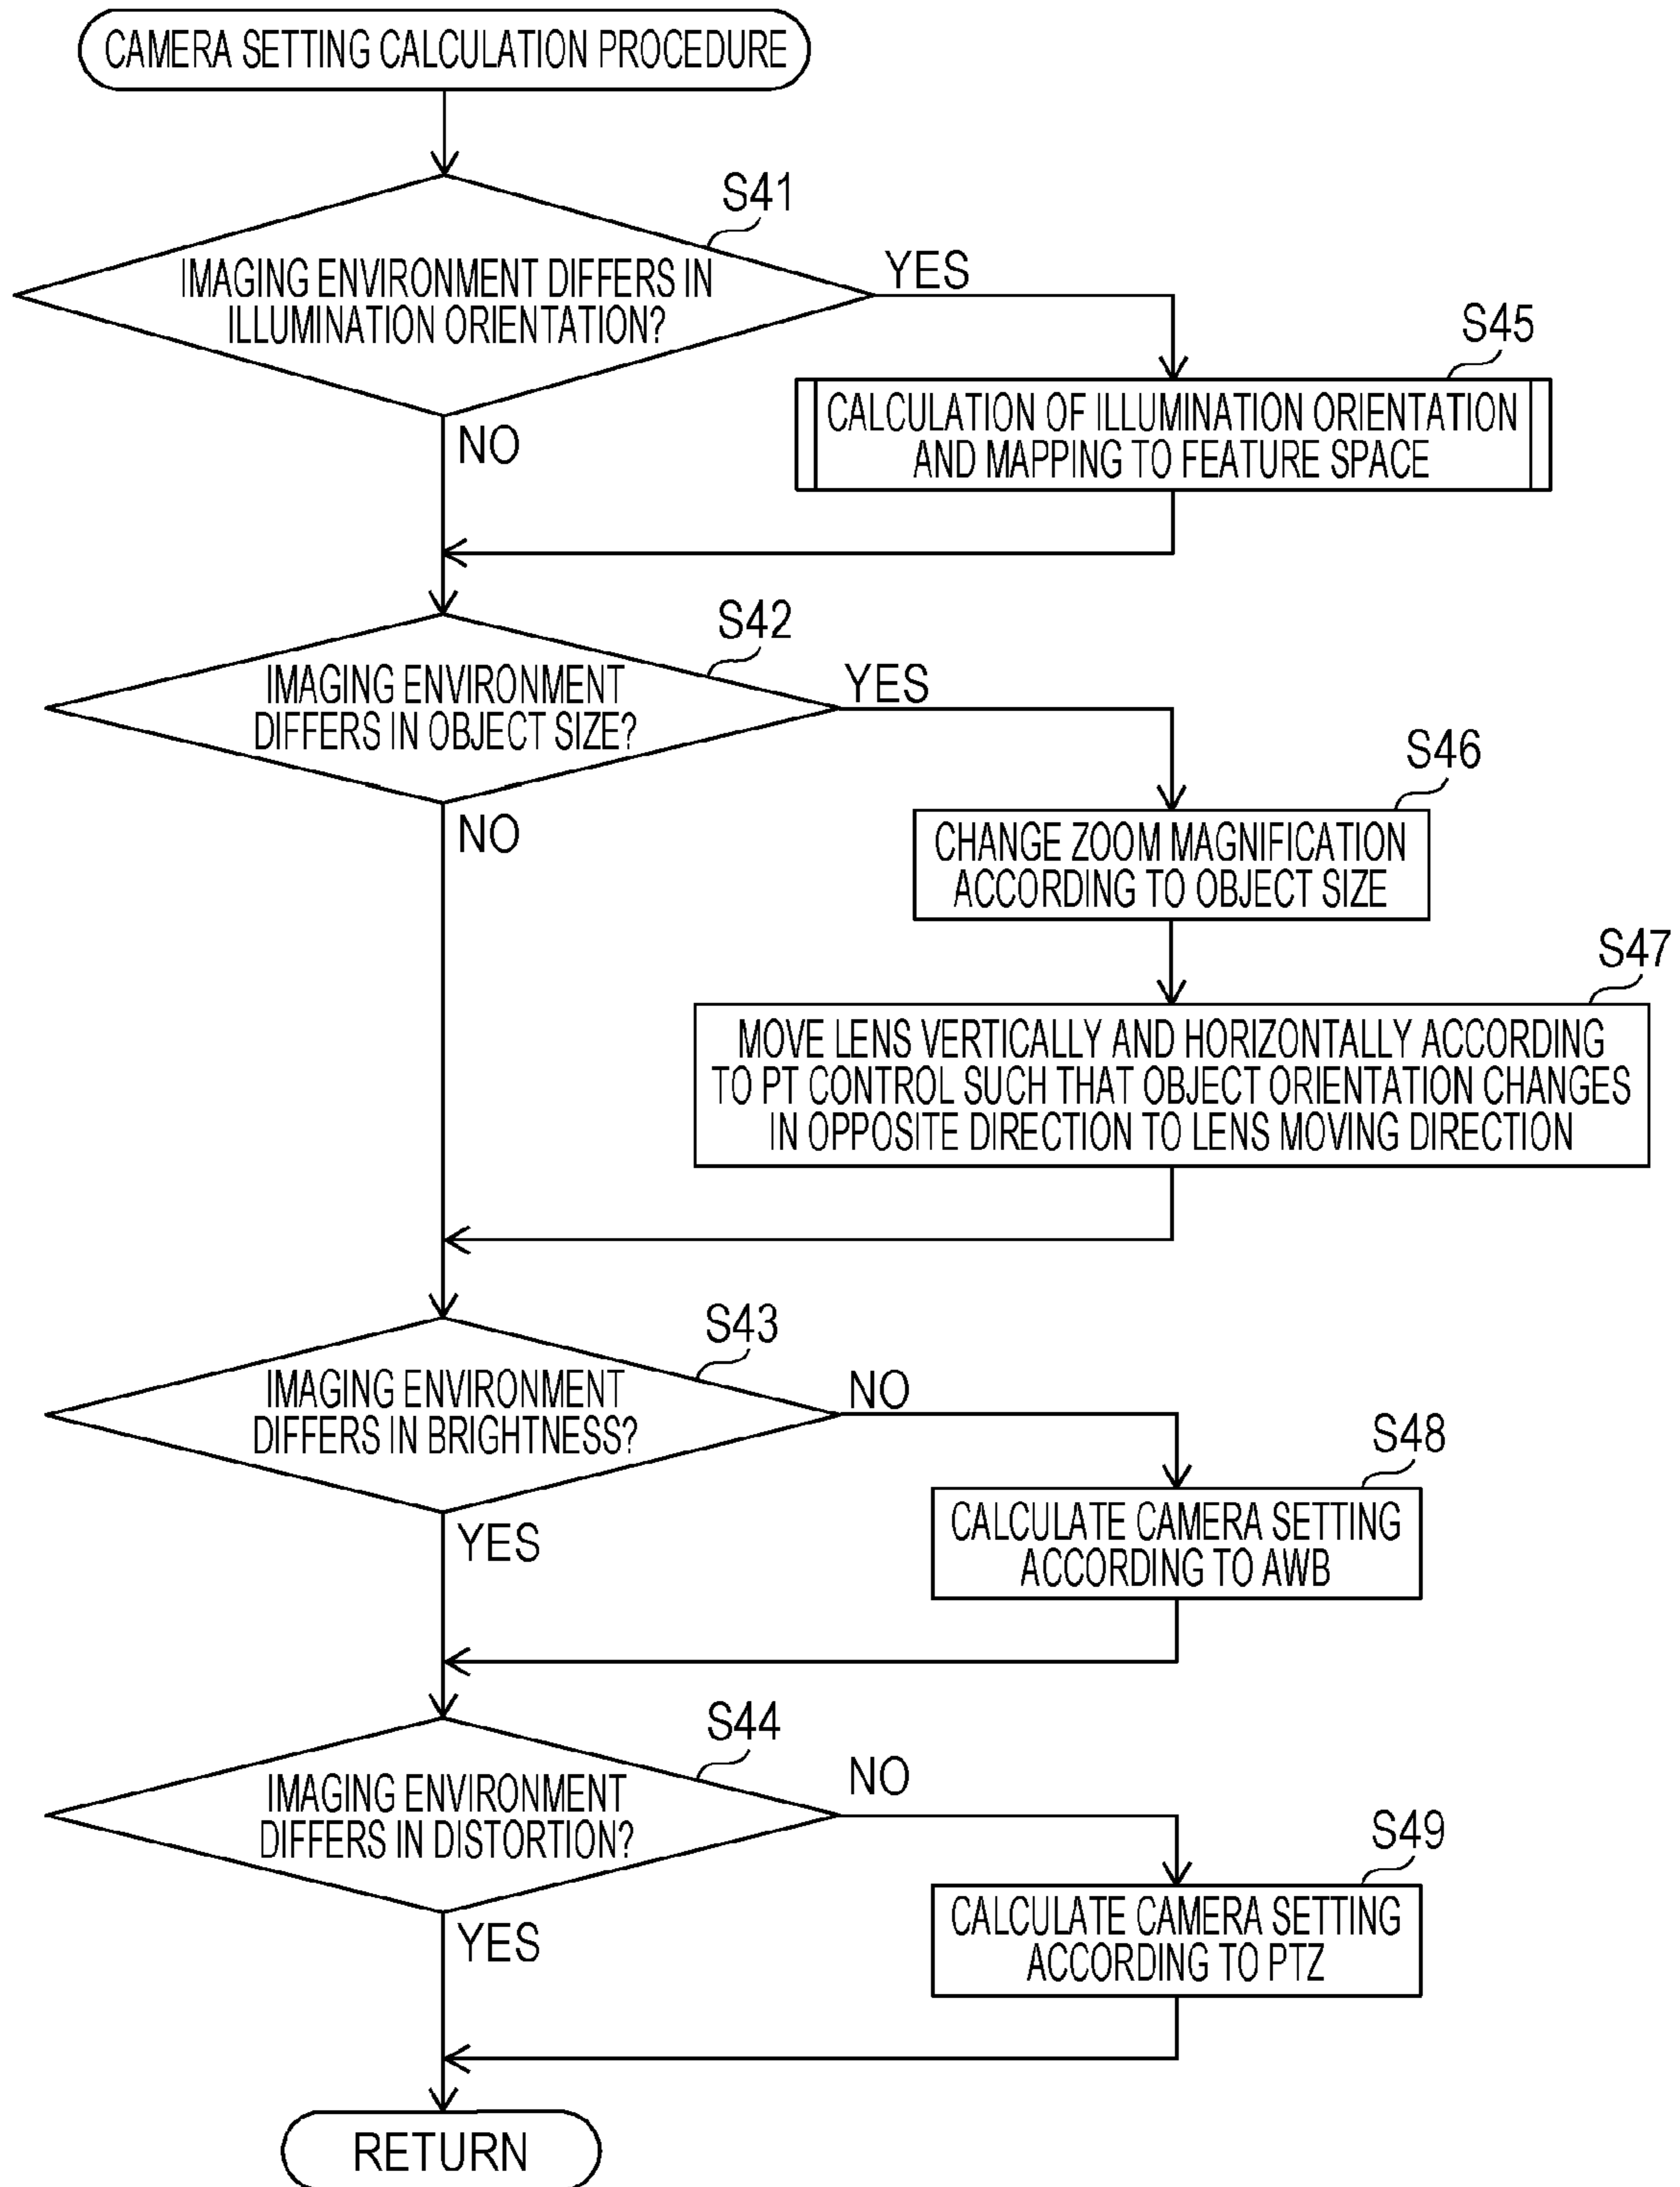 CAMERA SETTING CALCULATION PROCEDURE
S41
IMAGING ENVIRONMENT DIFFERS IN
ILLUMINATION ORIENTATION?
YES
NO
S45
CALCULATION OF ILLUMINATION ORIENTATION
AND MAPPING TO FEATURE SPACE
S42
IMAGING ENVIRONMENT
DIFFERS IN OBJECT SIZE?
YES
NO
S46
CHANGE ZOOM MAGNIFICATION
ACCORDING TO OBJECT SIZE
S47
MOVE LENS VERTICALLY AND HORIZONTALLY ACCORDING
TO PT CONTROL SUCH THAT OBJECT ORIENTATION CHANGES
IN OPPOSITE DIRECTION TO LENS MOVING DIRECTION
S43
IMAGING ENVIRONMENT
DIFFERS IN BRIGHTNESS?
NO
YES
S48
CALCULATE CAMERA SETTING
ACCORDING TO AWB
S44
IMAGING ENVIRONMENT
DIFFERS IN DISTORTION?
NO
YES
S49
CALCULATE CAMERA SETTING
ACCORDING TO PTZ
RETURN